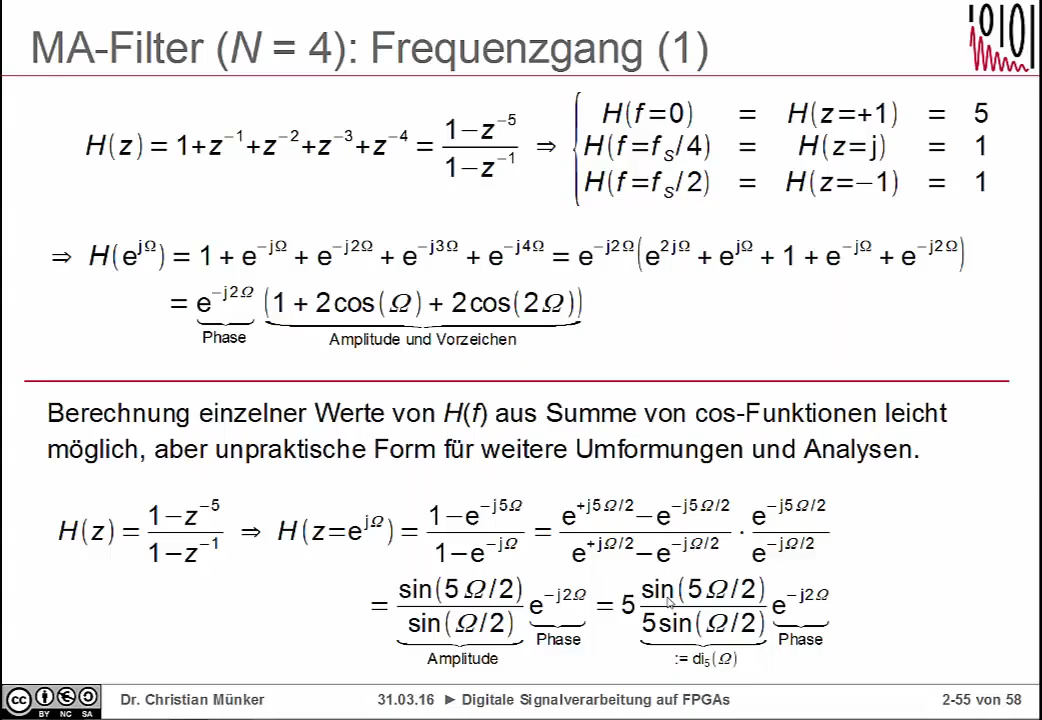 MA-Filter (N = 4): Frequenzgang (1)
H(z) = 1+z⁻¹+z⁻²+z⁻³+z⁻⁴ = (1−z⁻⁵)/(1−z⁻¹) ⇒ { H(f=0) = H(z=+1) = 5
H(f=f_S/4) = H(z=j) = 1
H(f=f_S/2) = H(z=−1) = 1
⇒ H(e^{jΩ}) = 1 + e^{−jΩ} + e^{−j2Ω} + e^{−j3Ω} + e^{−j4Ω} = e^{−j2Ω}(e^{2jΩ} + e^{jΩ} + 1 + e^{−jΩ} + e^{−j2Ω})
= e^{−j2Ω} (1 + 2cos(Ω) + 2cos(2Ω))
Phase Amplitude und Vorzeichen
Berechnung einzelner Werte von H(f) aus Summe von cos-Funktionen leicht
möglich, aber unpraktische Form für weitere Umformungen und Analysen.
H(z) = (1−z⁻⁵)/(1−z⁻¹) ⇒ H(z=e^{jΩ}) = (1−e^{−j5Ω})/(1−e^{−jΩ}) = (e^{+j5Ω/2}−e^{−j5Ω/2})/(e^{+jΩ/2}−e^{−jΩ/2}) · e^{−j5Ω/2}/e^{−jΩ/2}
= sin(5Ω/2)/sin(Ω/2) e^{−j2Ω} = 5 sin(5Ω/2)/5sin(Ω/2) e^{−j2Ω}
Phase Phase
Amplitude := di₅(Ω)
cc BY NC SA Dr. Christian Münker 31.03.16 ► Digitale Signalverarbeitung auf FPGAs 2-55 von 58